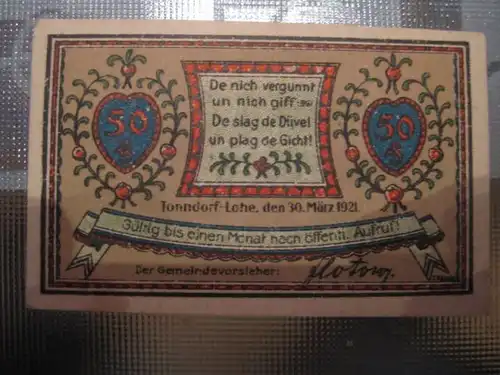 De nich vergunnt
un nich giff
De slag de Düvel
un plag de Gicht!
50
50
Tonndorf-Lohe, den 30. März 1921.
Gültig bis einen Monat nach öffentl. Aufruf!
Der Gemeindevorsteher: